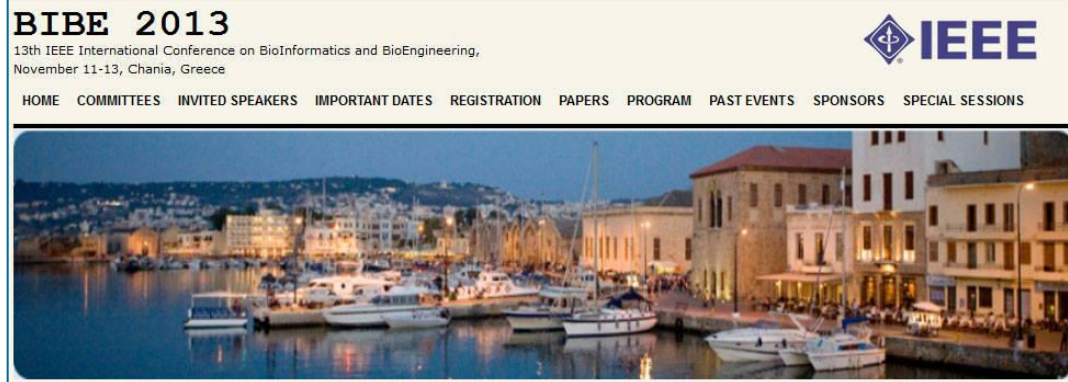 BIBE 2013
13th IEEE International Conference on BioInformatics and BioEngineering,
November 11-13, Chania, Greece
IEEE
HOME COMMITTEES INVITED SPEAKERS IMPORTANT DATES REGISTRATION PAPERS PROGRAM PAST EVENTS SPONSORS SPECIAL SESSIONS